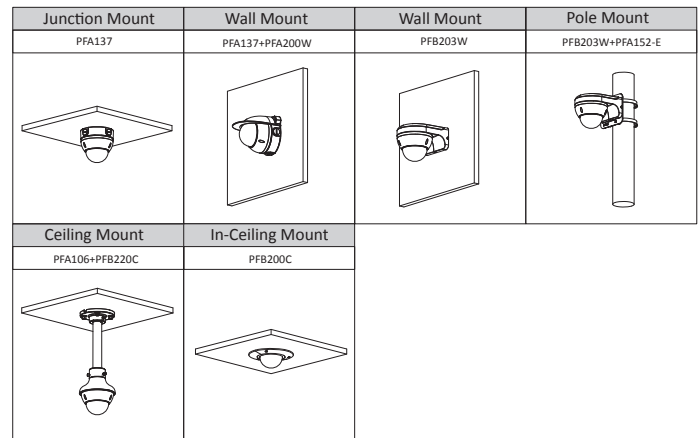 Junction Mount
PFA137
Wall Mount
PFA137+PFA200W
Wall Mount
PFB203W
Pole Mount
PFB203W+PFA152-E
Ceiling Mount
PFA106+PFB220C
In-Ceiling Mount
PFB200C